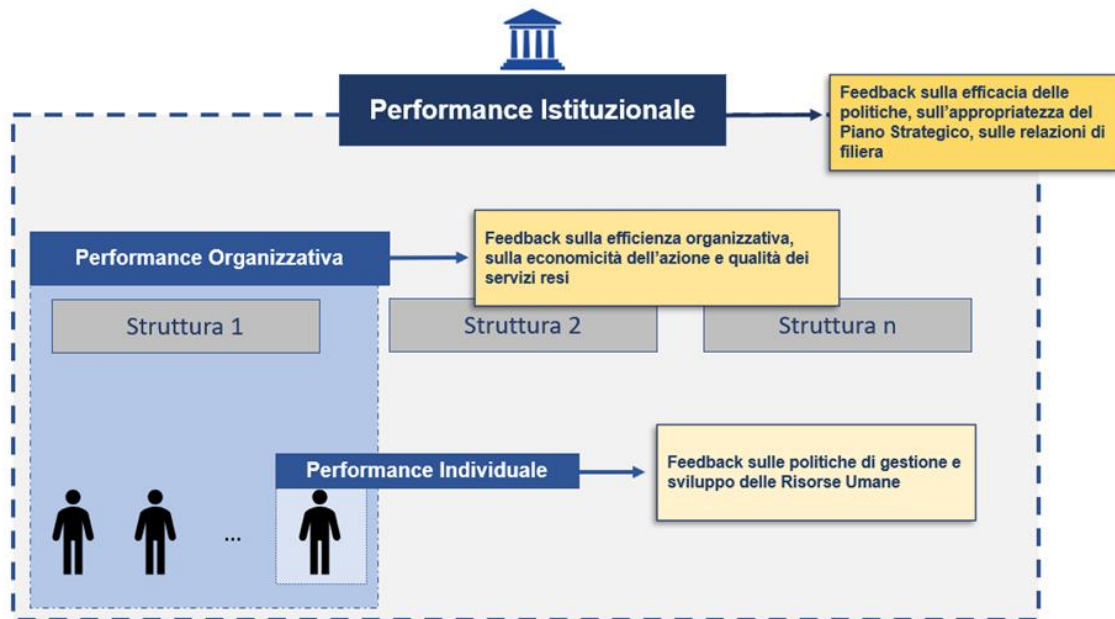 Performance Istituzionale
Feedback sulla efficacia delle
politiche, sull'appropriatezza del
Piano Strategico, sulle relazioni di
filiera
Performance Organizzativa
Feedback sulla efficienza organizzativa,
sulla economicità dell'azione e qualità dei
servizi resi
Struttura 1
Struttura 2
Struttura n
Performance Individuale
Feedback sulle politiche di gestione e
sviluppo delle Risorse Umane
...